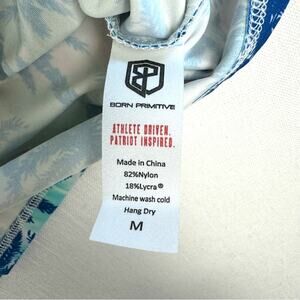 BORN PRIMITIVE
ATHLETE DRIVEN.
PATRIOT INSPIRED.
Made in China
82%Nylon
18%Lycra®
Machine wash cold
Hang Dry
M